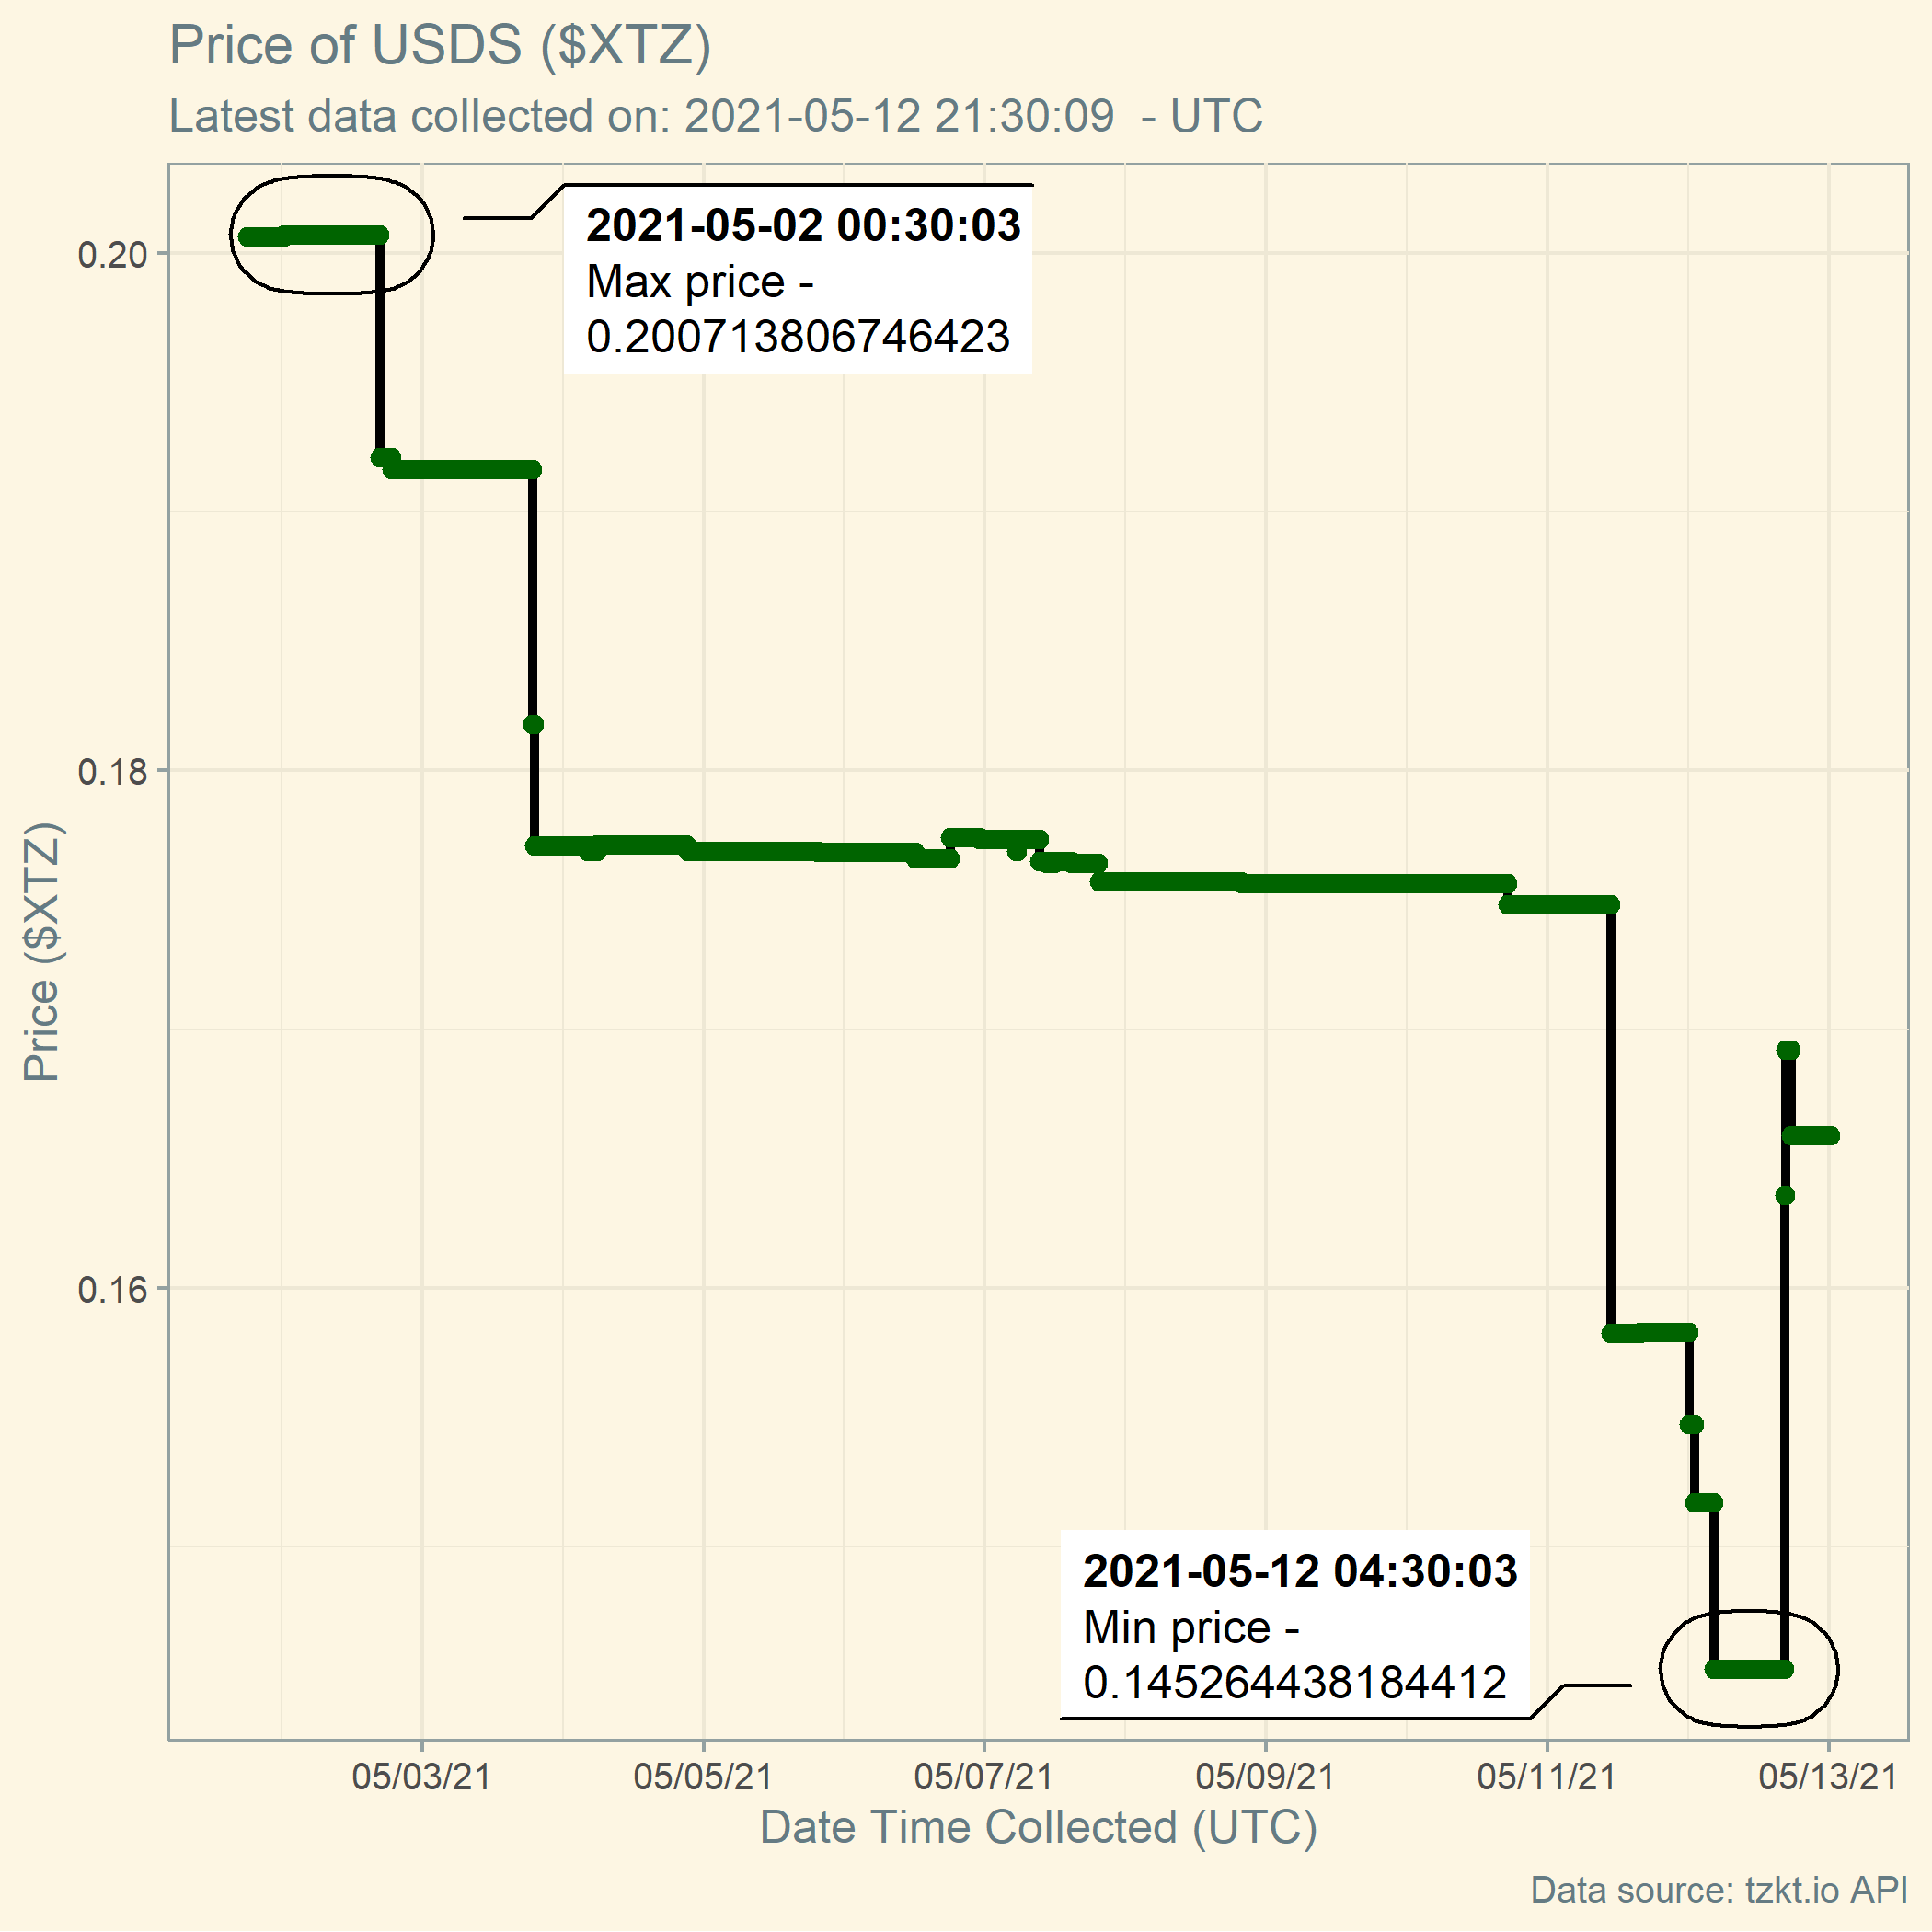 Price of USDS ($XTZ)
Latest data collected on: 2021-05-12 21:30:09  - UTC
2021-05-02 00:30:03
Max price -
0.200713806746423
0.20
0.18
0.16
Price ($XTZ)
2021-05-12 04:30:03
Min price -
0.145264438184412
05/03/21 05/05/21 05/07/21 05/09/21 05/11/21 05/13/21
Date Time Collected (UTC)
Data source: tzkt.io API